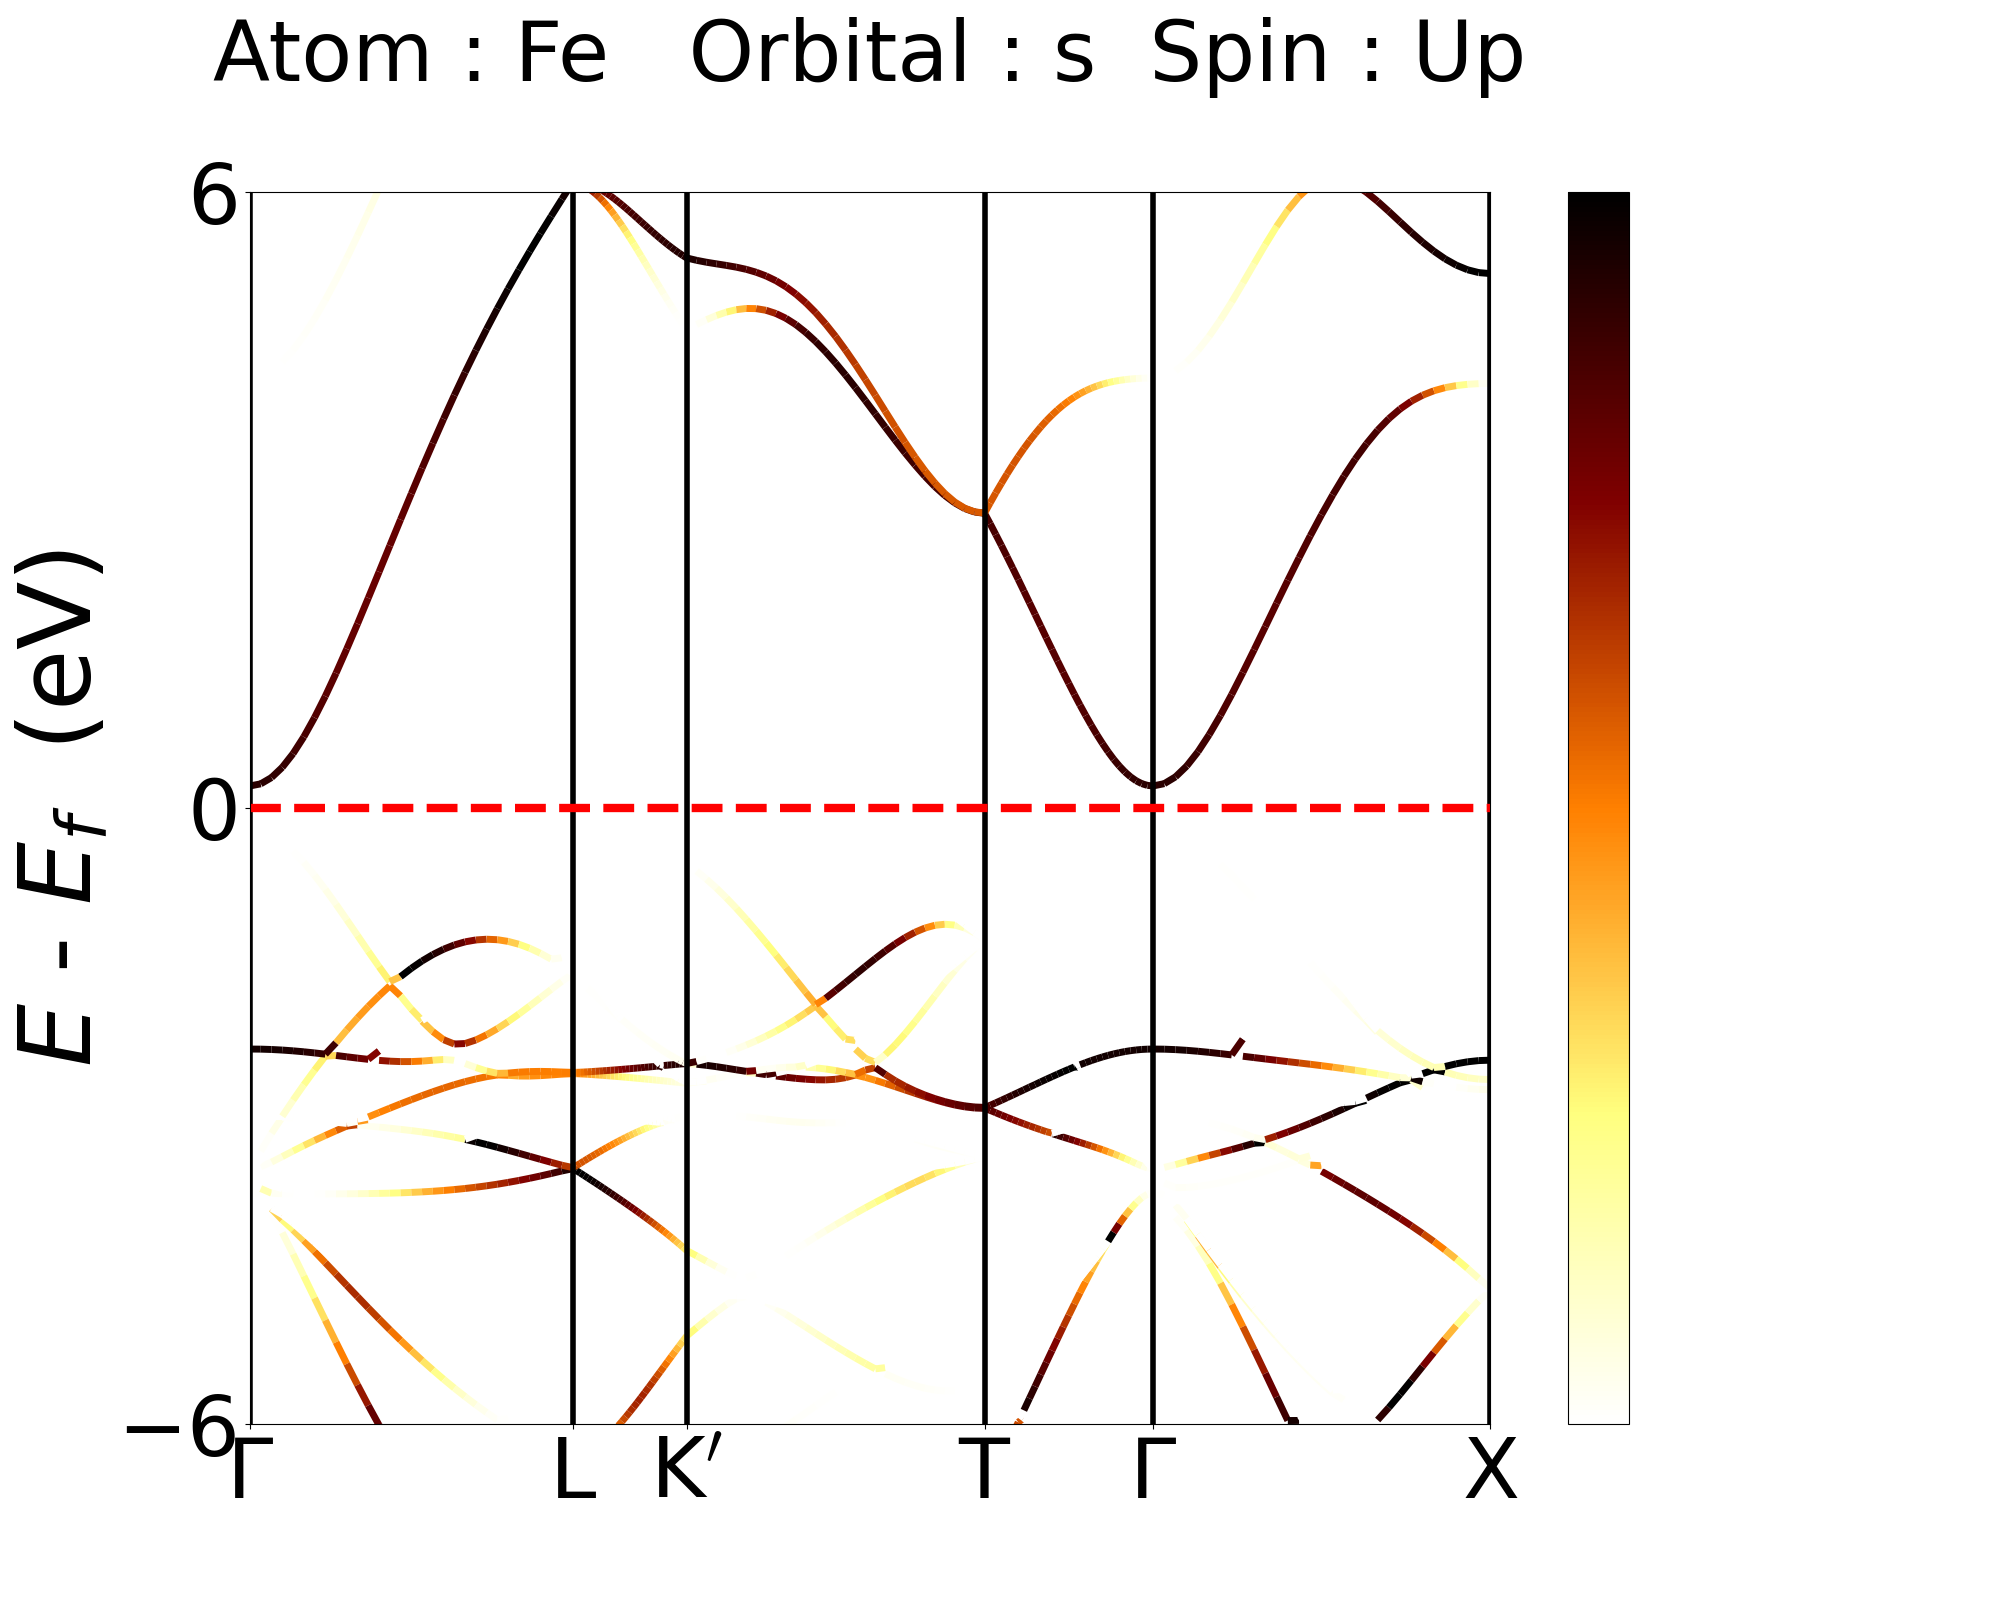 Atom : Fe   Orbital : s   Spin : Up
6
0
−6
E - E_f (eV)
Γ L K′ T Γ X